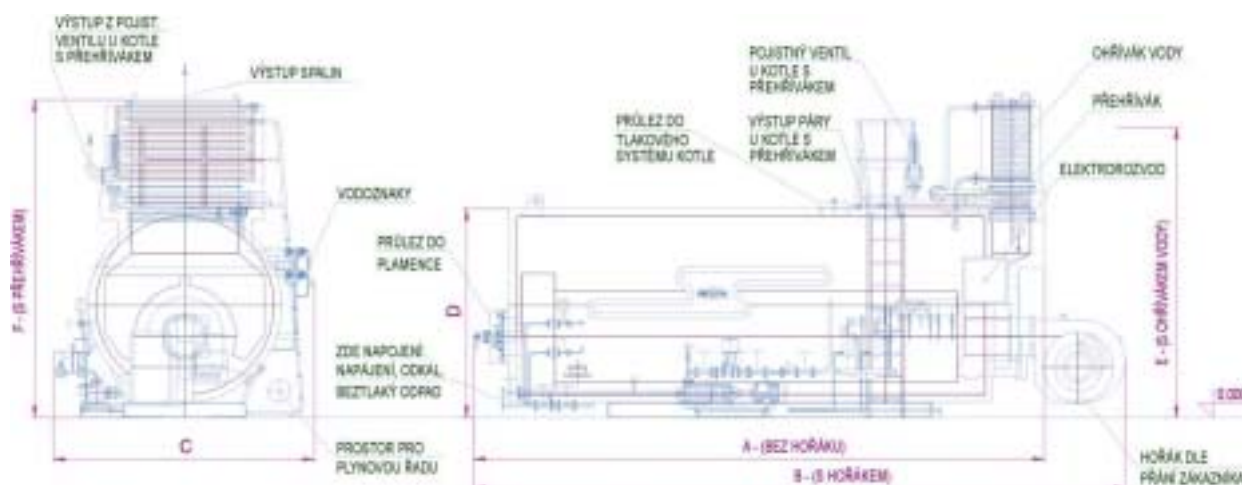 VÝSTUP Z POJIST.
VENTILU U KOTLE
S PŘEHŘÍVÁKEM
VÝSTUP SPALIN
VODOZNAKY
F - (S PŘEHŘÍVÁKEM)
C
PROSTOR PRO
PLYNOVOU ŘADU
PRŮLEZ DO
PLAMENCE
D
ZDE NAPOJENÍ
NAPÁJENÍ, ODKAL,
BEZTLAKÝ ODPAD
PRŮLEZ DO
TLAKOVÉHO
SYSTÉMU KOTLE
POJISTNÝ VENTIL
U KOTLE S
PŘEHŘÍVÁKEM
VÝSTUP PÁRY
U KOTLE S
PŘEHŘÍVÁKEM
OHŘÍVÁK VODY
PŘEHŘÍVÁK
ELEKTROROZVOD
E - (S OHŘÍVÁKEM VODY)
A - (BEZ HOŘÁKU)
B - (S HOŘÁKEM)
HOŘÁK DLE
PŘÁNÍ ZÁKAZNÍKA